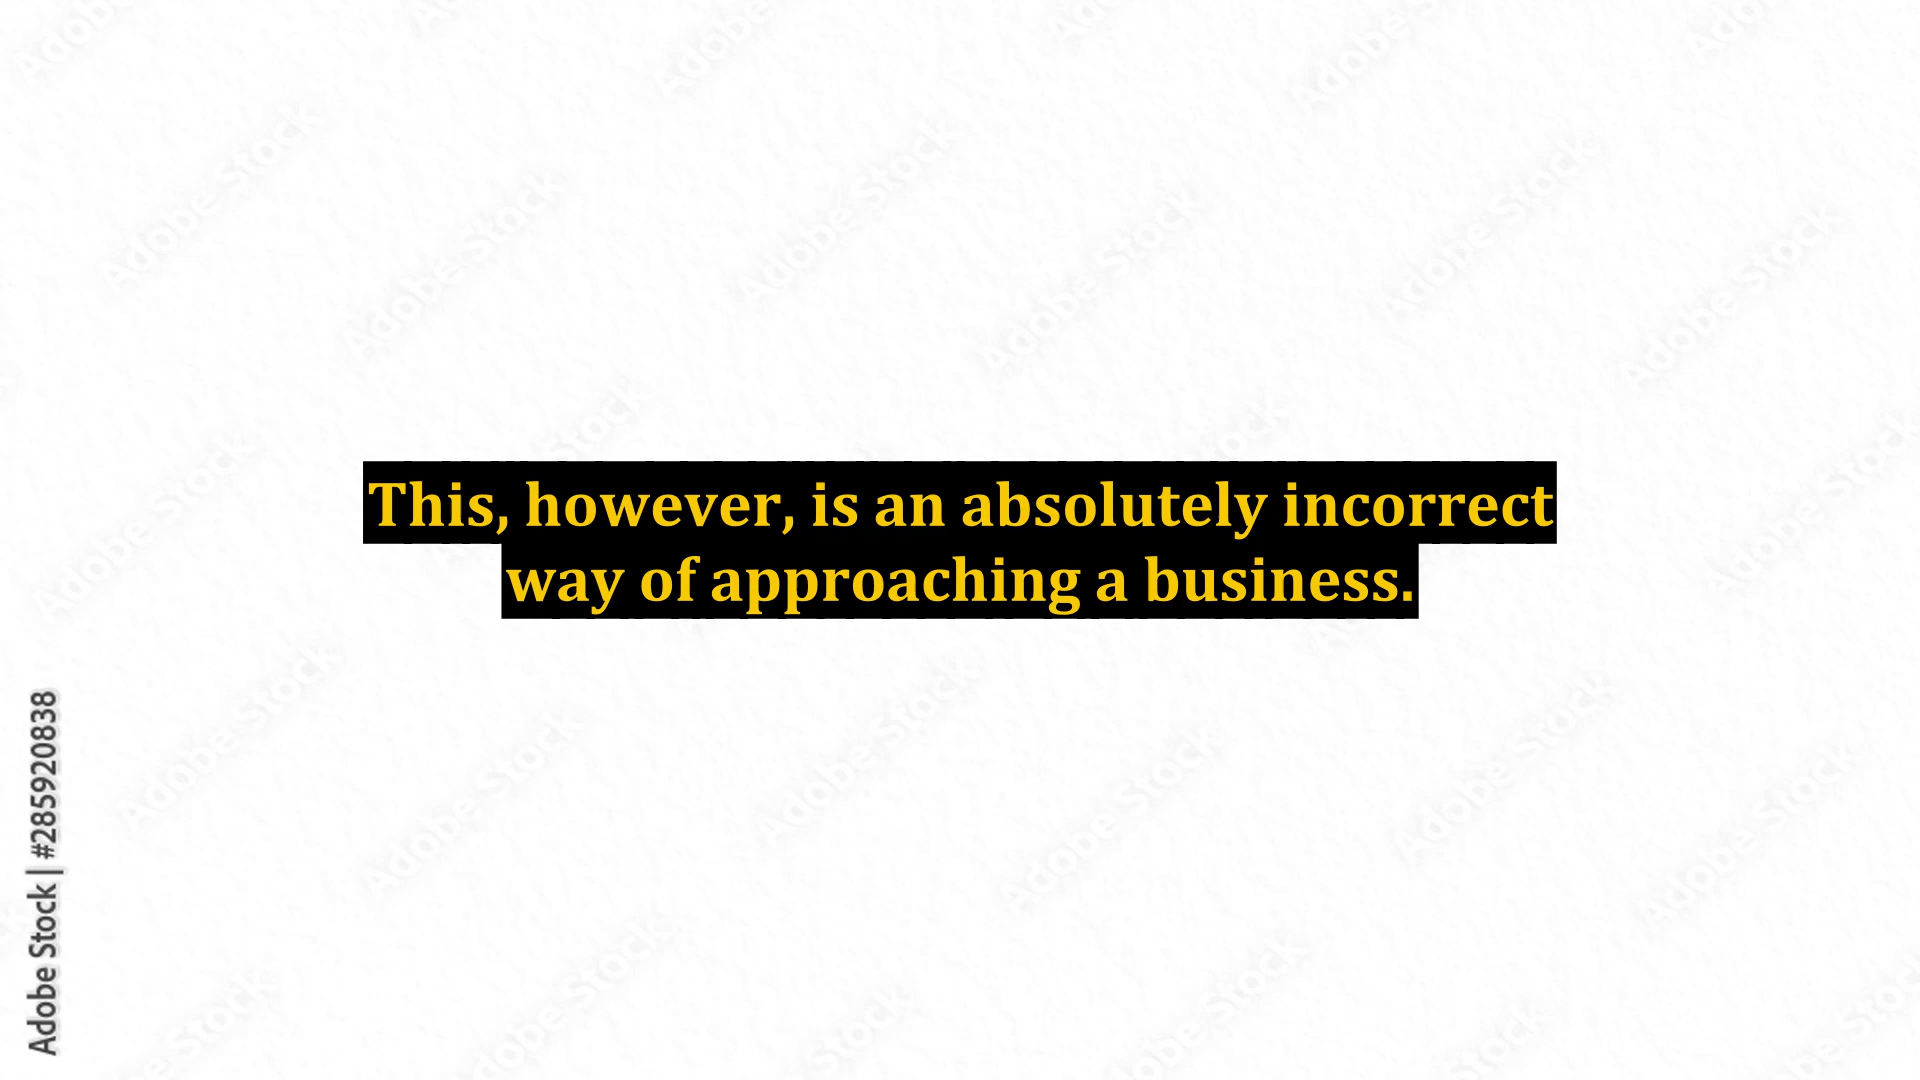 This, however, is an absolutely incorrect
way of approaching a business.
Adobe Stock | #285920838